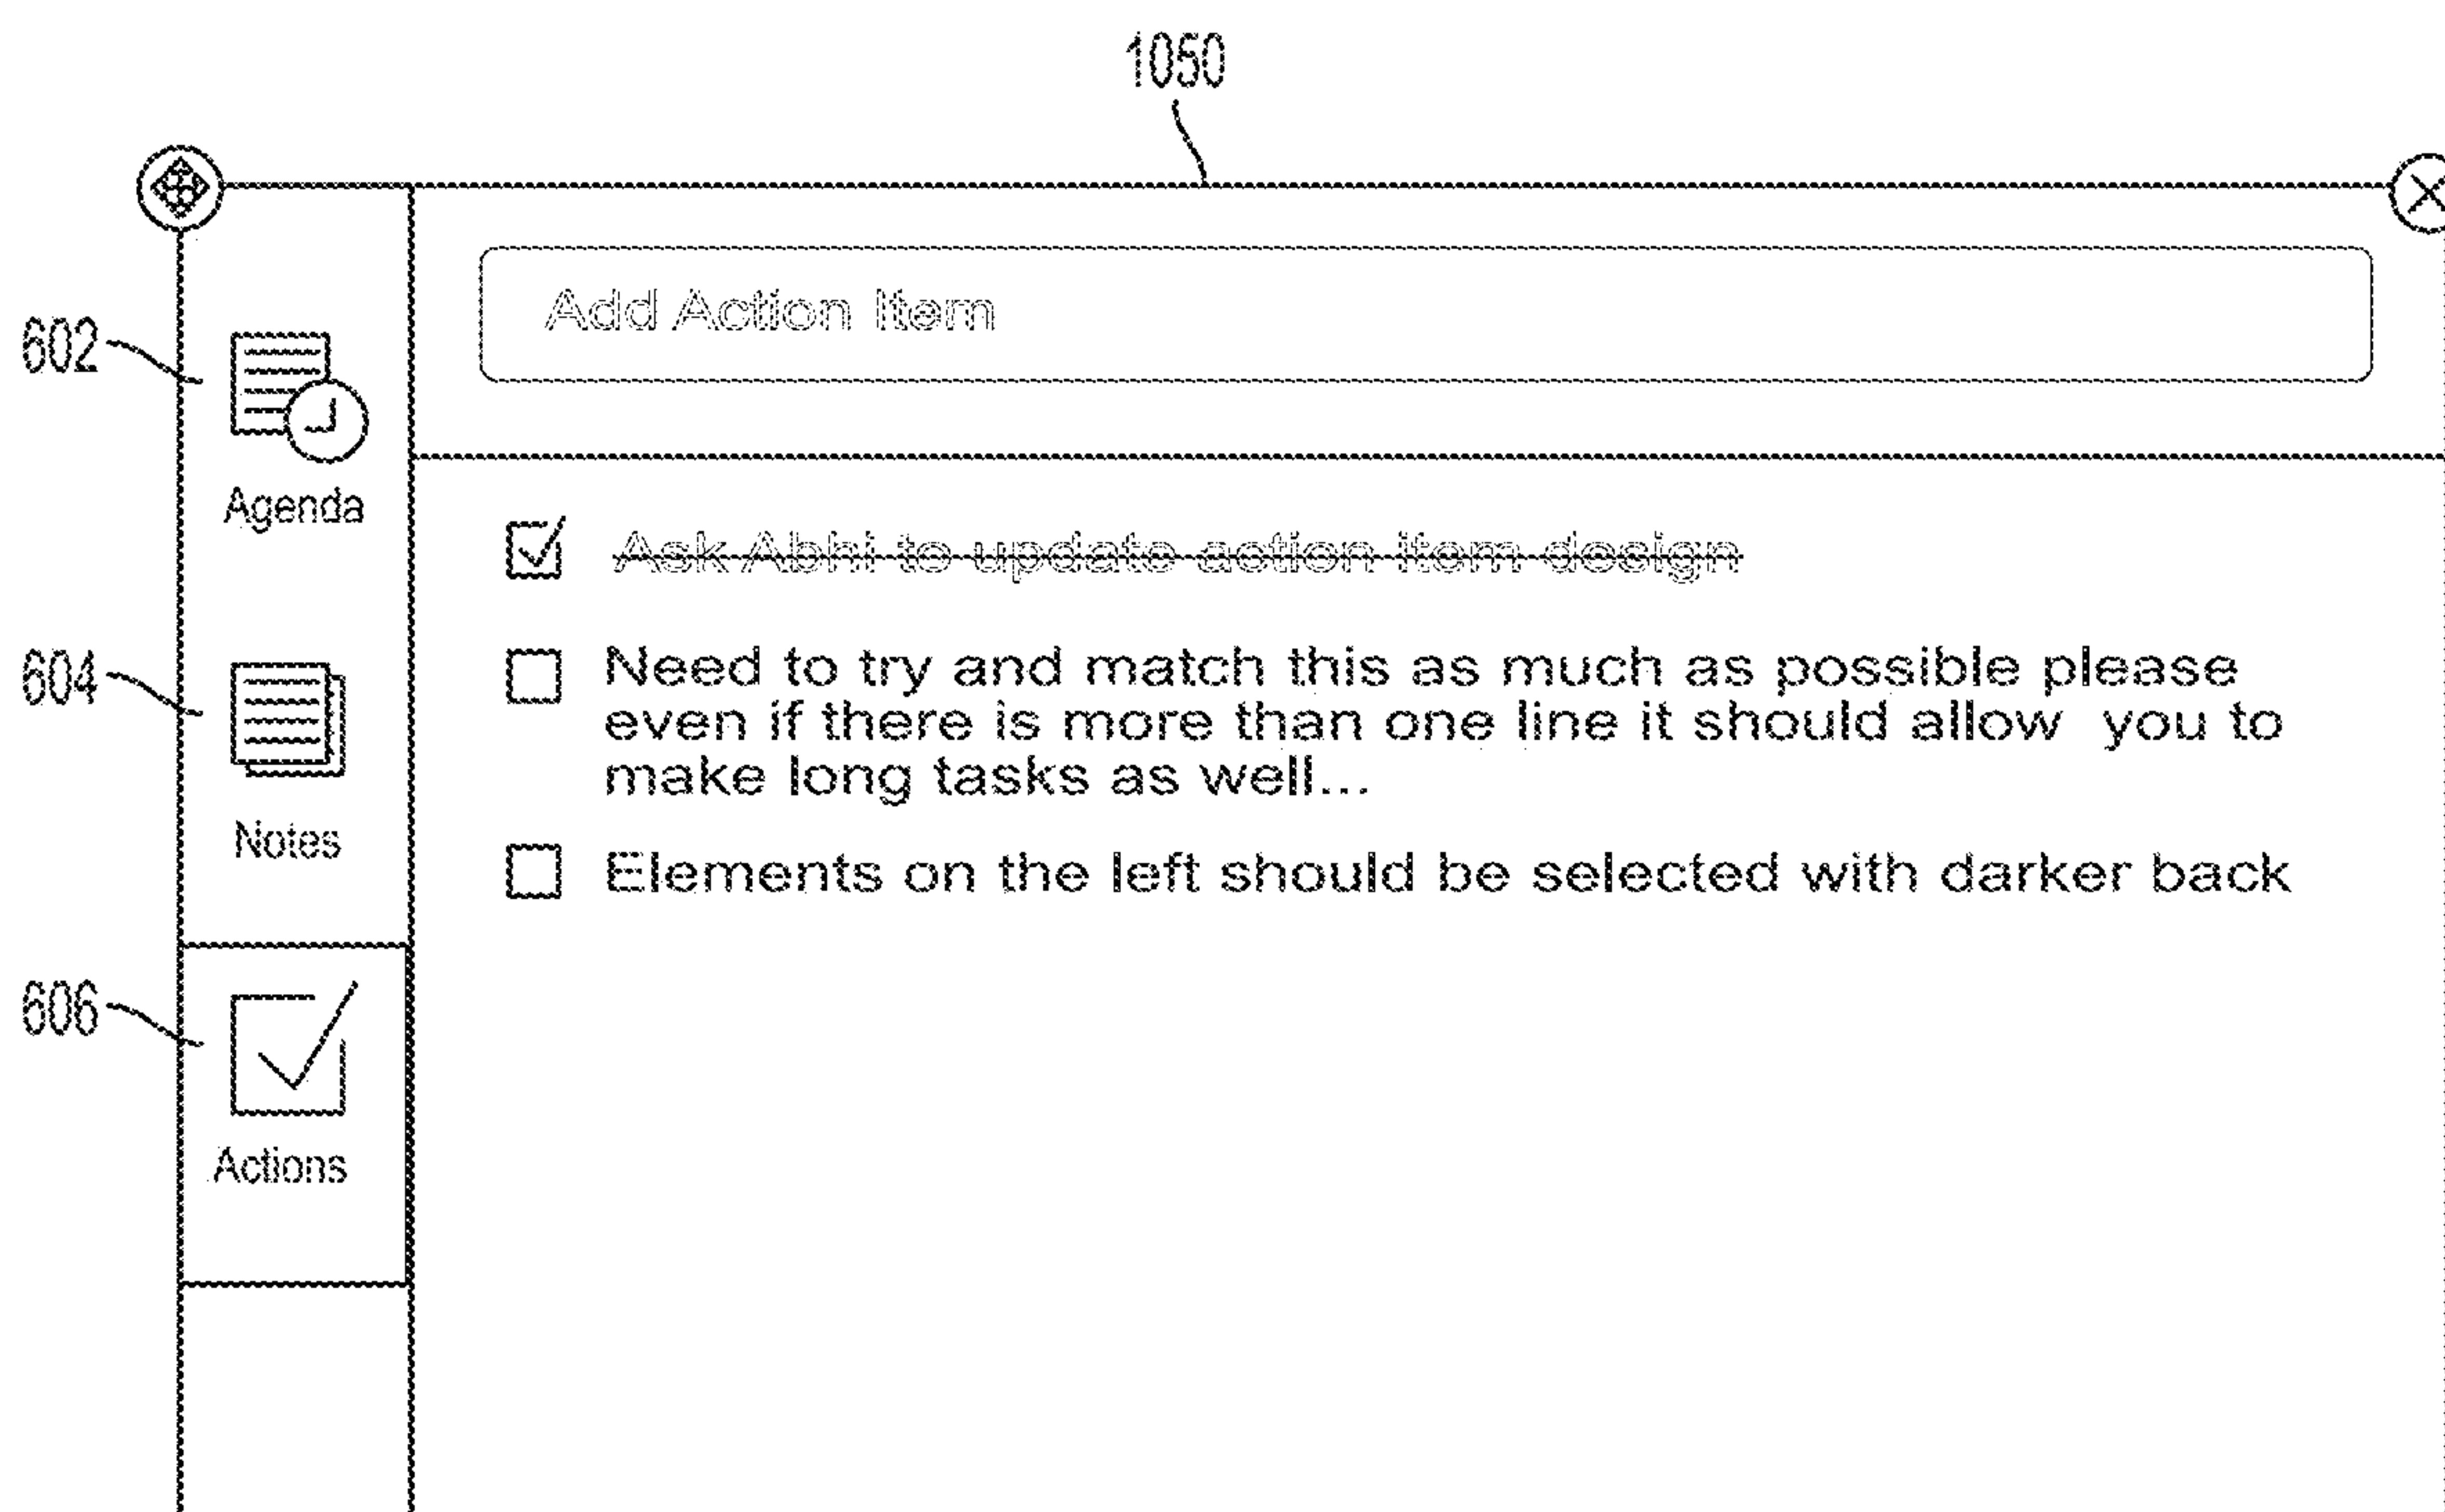 1050
Add Action Item
602
Agenda
Ask Abhi to update action item design
604
Need to try and match this as much as possible please
even if there is more than one line it should allow you to
make long tasks as well...
Notes
Elements on the left should be selected with darker back
606
Actions